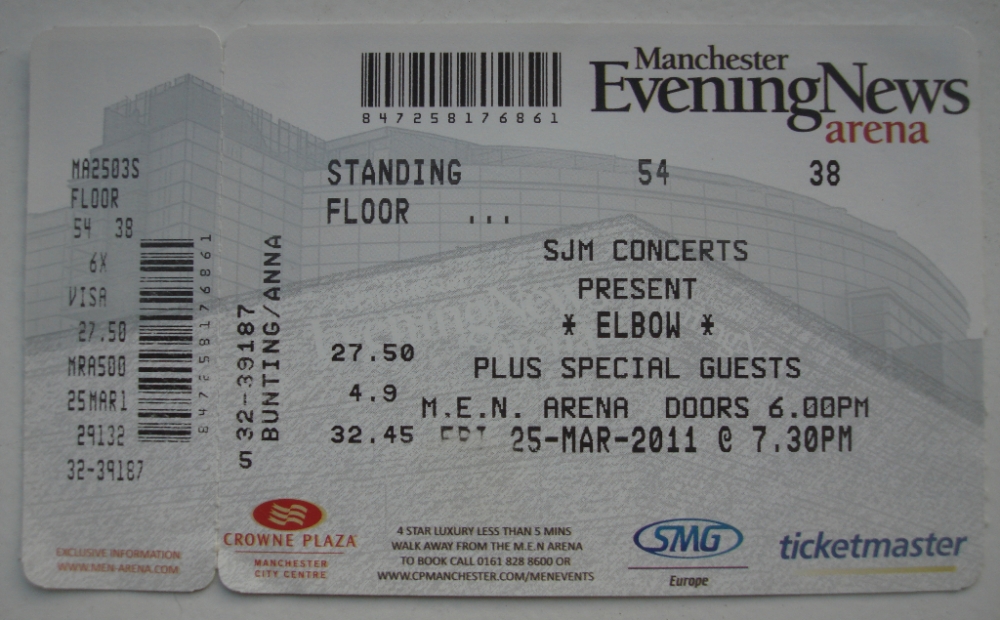 MA2503S
FLOOR
54 38
6X
VISA
27.50
MRA500
25MAR1
29132
32-39187
EXCLUSIVE INFORMATION
WWW.MEN-ARENA.COM
847258176861
5 32-39187
BUNTING/ANNA
847258176861
Manchester
EveningNews
arena
STANDING 54 38
FLOOR ...
SJM CONCERTS
PRESENT
* ELBOW *
27.50 PLUS SPECIAL GUESTS
4.9 M.E.N. ARENA DOORS 6.00PM
32.45 FRI 25-MAR-2011 @ 7.30PM
CROWNE PLAZA
MANCHESTER
CITY CENTRE
4 STAR LUXURY LESS THAN 5 MINS
WALK AWAY FROM THE M.E.N ARENA
TO BOOK CALL 0161 828 8600 OR
WWW.CPMANCHESTER.COM/MENEVENTS
SMG
Europe
ticketmaster